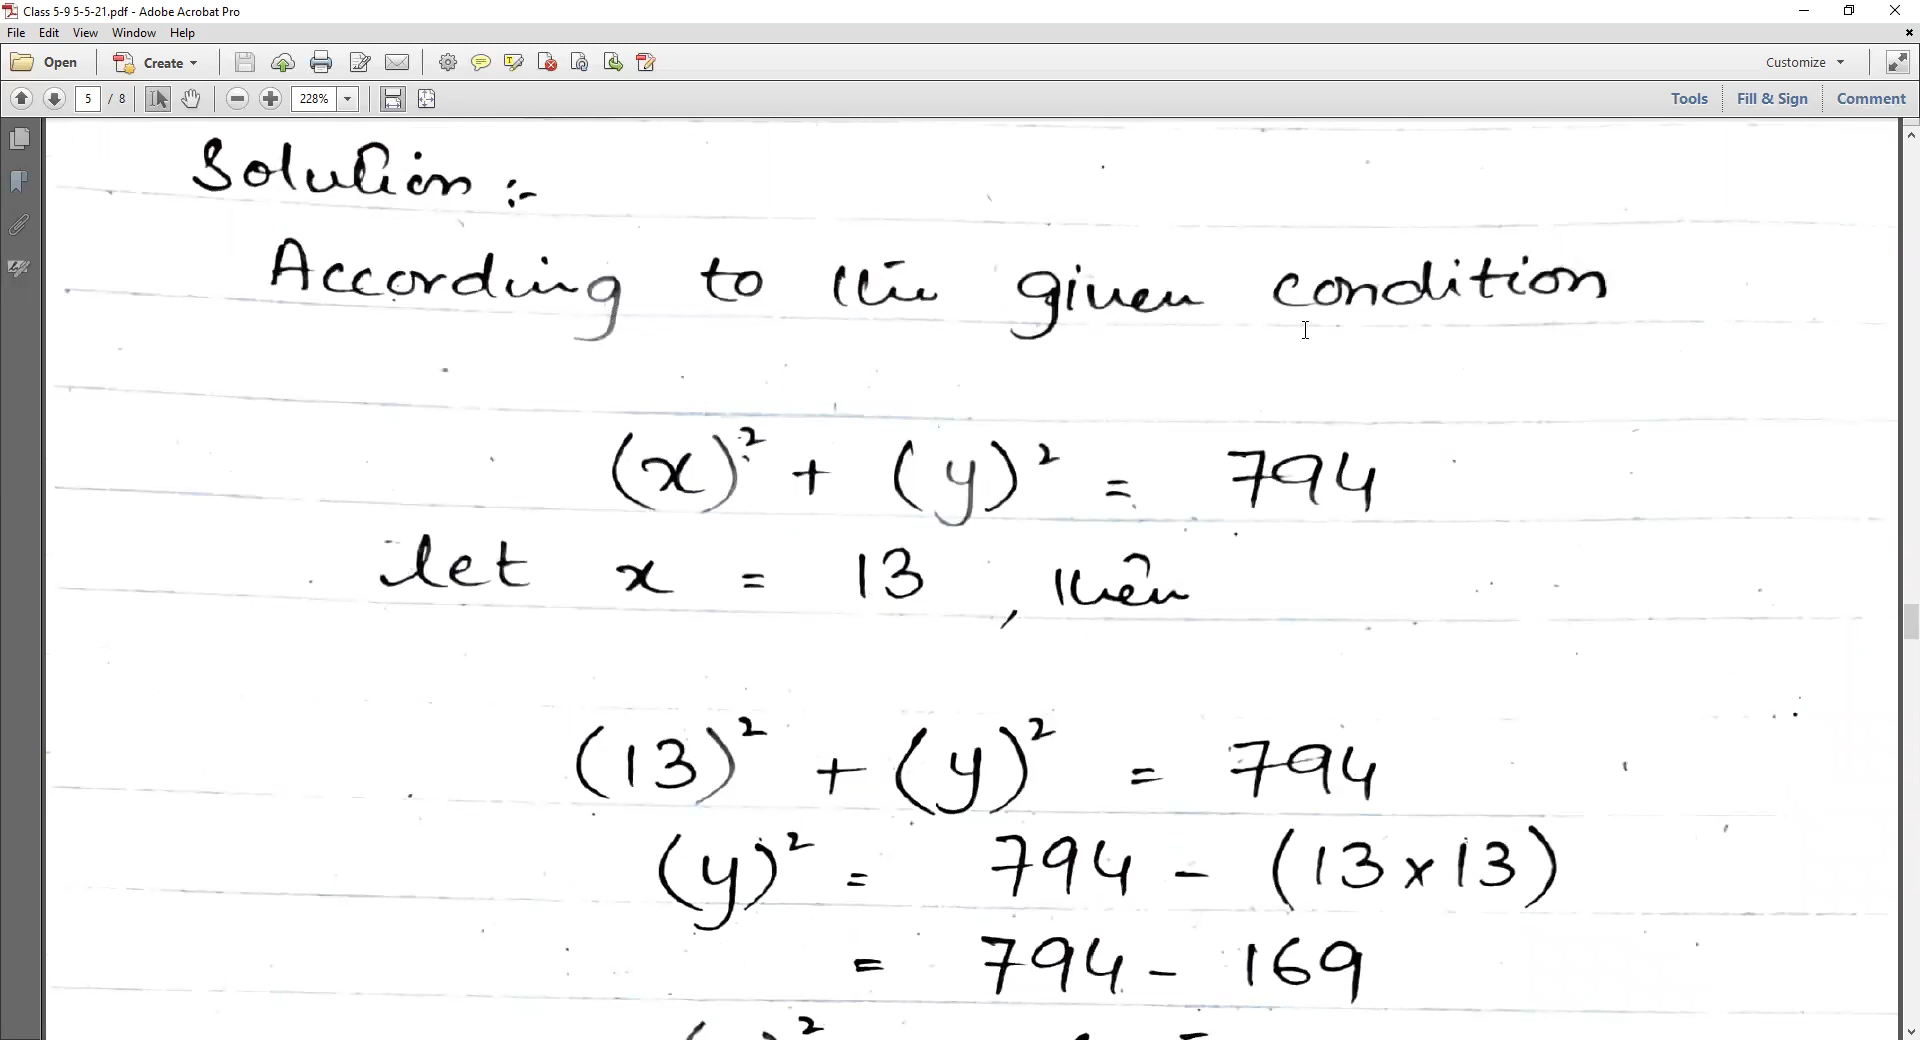 Class 5-9 5-5-21.pdf - Adobe Acrobat Pro
File Edit View Window Help
Open Create Customize
5 / 8 228% Tools Fill & Sign Comment
Solution :-
According to the given condition
(x)² + (y)² = 794
let x = 13 , then
(13)² + (y)² = 794
(y)² = 794 - (13 x 13)
= 794 - 169